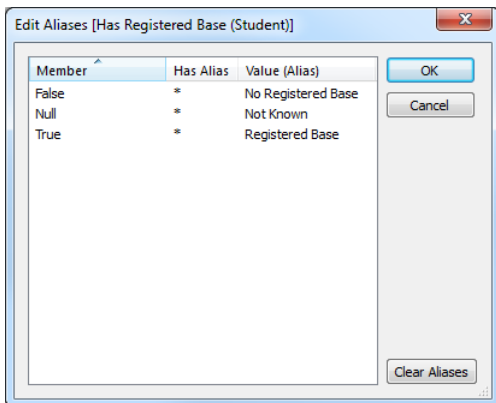 Edit Aliases [Has Registered Base (Student)]
Member Has Alias Value (Alias)
False * No Registered Base
Null * Not Known
True * Registered Base
OK
Cancel
Clear Aliases